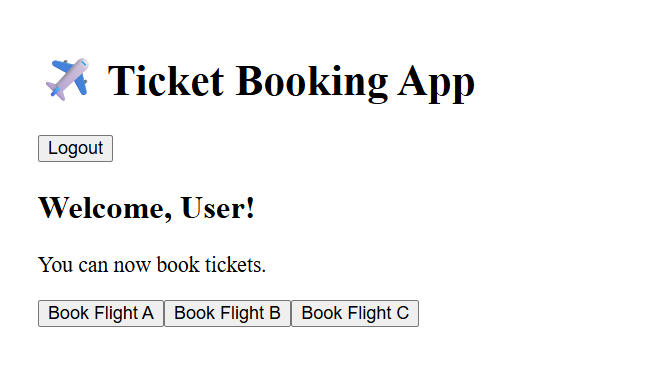 Ticket Booking App
Logout
Welcome, User!
You can now book tickets.
Book Flight A Book Flight B Book Flight C